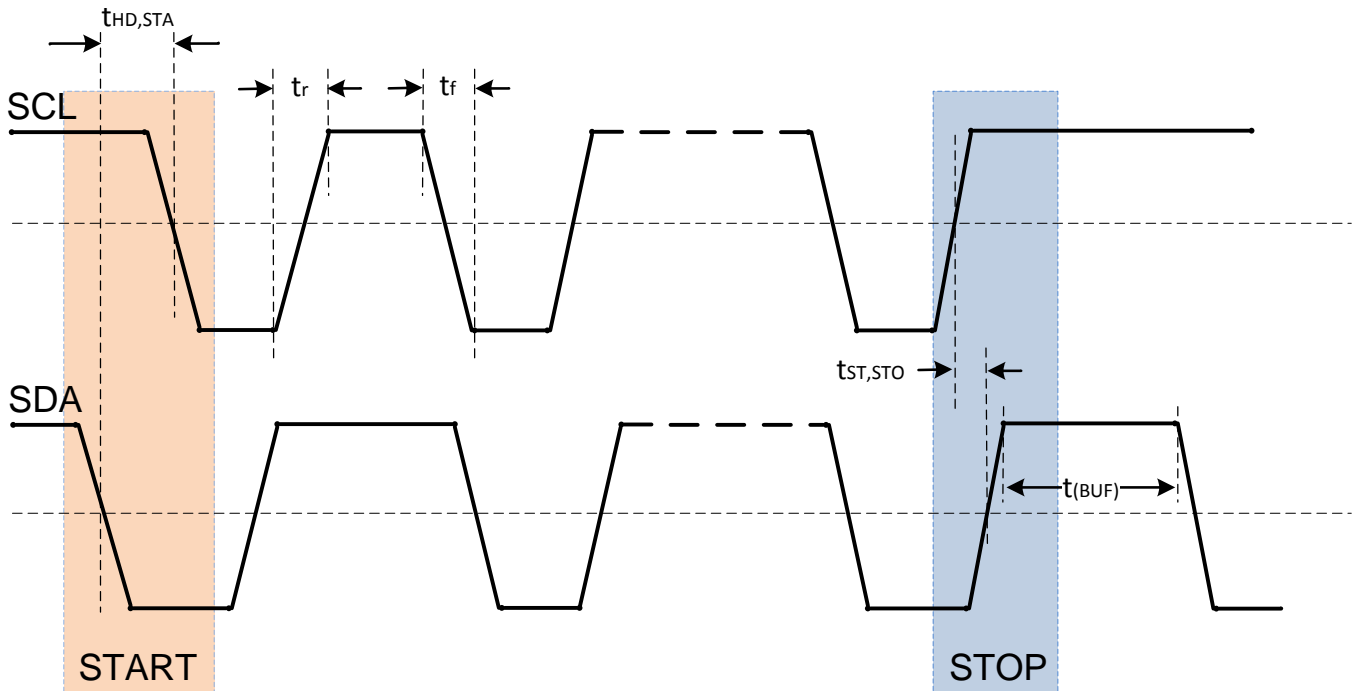 tHD,STA
tr
tf
SCL
tST,STO
SDA
t(BUF)
START
STOP